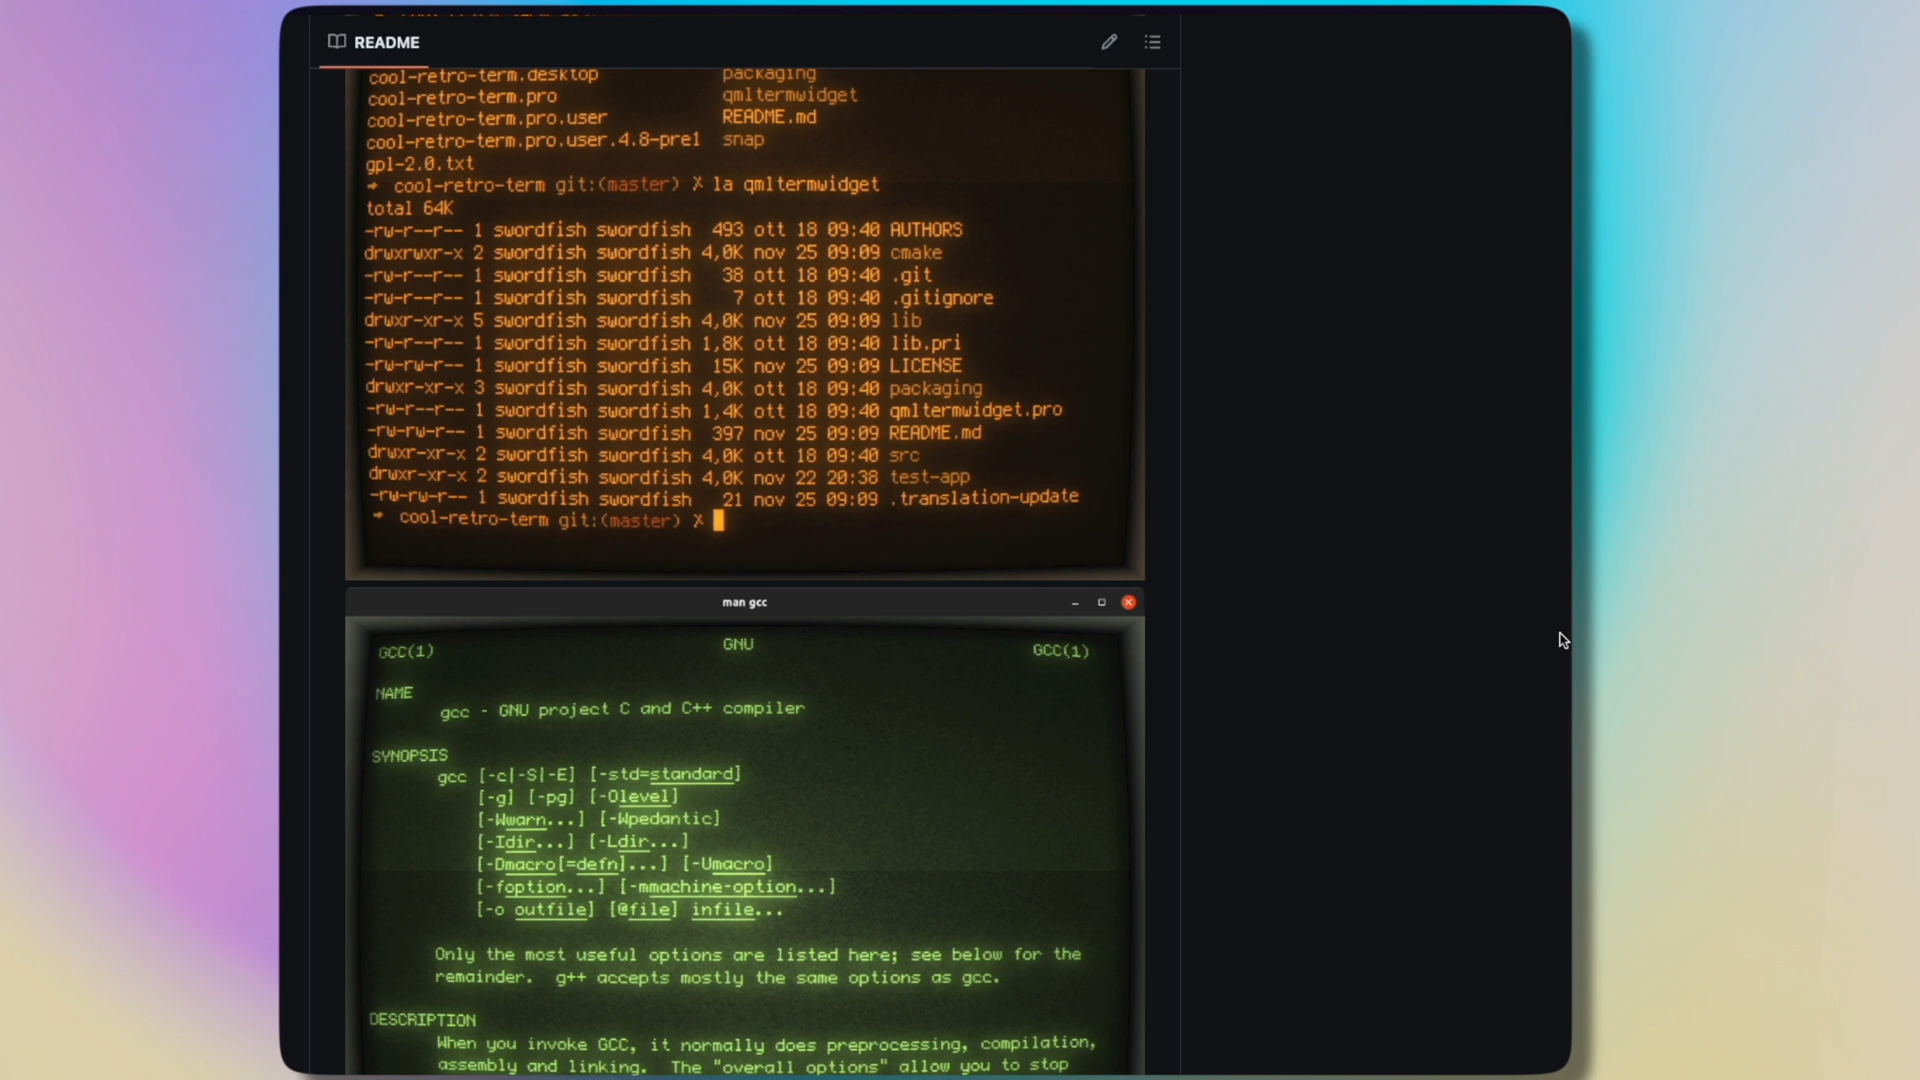 README
cool-retro-term.desktop packaging
cool-retro-term.pro qmltermwidget
cool-retro-term.pro.user README.md
cool-retro-term.pro.user.4.8-pre1 snap
gpl-2.0.txt
➜ cool-retro-term git:(master) ✗ la qmltermwidget
total 64K
-rw-r--r-- 1 swordfish swordfish 493 ott 18 09:40 AUTHORS
drwxrwxr-x 2 swordfish swordfish 4,0K nov 25 09:09 cmake
-rw-r--r-- 1 swordfish swordfish 38 ott 18 09:40 .git
-rw-r--r-- 1 swordfish swordfish 7 ott 18 09:40 .gitignore
drwxr-xr-x 5 swordfish swordfish 4,0K nov 25 09:09 lib
-rw-r--r-- 1 swordfish swordfish 1,8K ott 18 09:40 lib.pri
-rw-rw-r-- 1 swordfish swordfish 15K nov 25 09:09 LICENSE
drwxr-xr-x 3 swordfish swordfish 4,0K ott 18 09:40 packaging
-rw-r--r-- 1 swordfish swordfish 1,4K ott 18 09:40 qmltermwidget.pro
-rw-rw-r-- 1 swordfish swordfish 397 nov 25 09:09 README.md
drwxr-xr-x 2 swordfish swordfish 4,0K ott 18 09:40 src
drwxr-xr-x 2 swordfish swordfish 4,0K nov 22 20:38 test-app
-rw-rw-r-- 1 swordfish swordfish 21 nov 25 09:09 .translation-update
➜ cool-retro-term git:(master) ✗
man gcc
GCC(1) GNU GCC(1)
NAME
gcc - GNU project C and C++ compiler
SYNOPSIS
gcc [-c|-S|-E] [-std=standard]
[-g] [-pg] [-Olevel]
[-Wwarn...] [-Wpedantic]
[-Idir...] [-Ldir...]
[-Dmacro[=defn]...] [-Umacro]
[-foption...] [-mmachine-option...]
[-o outfile] [@file] infile...
Only the most useful options are listed here; see below for the
remainder. g++ accepts mostly the same options as gcc.
DESCRIPTION
When you invoke GCC, it normally does preprocessing, compilation,
assembly and linking. The "overall options" allow you to stop